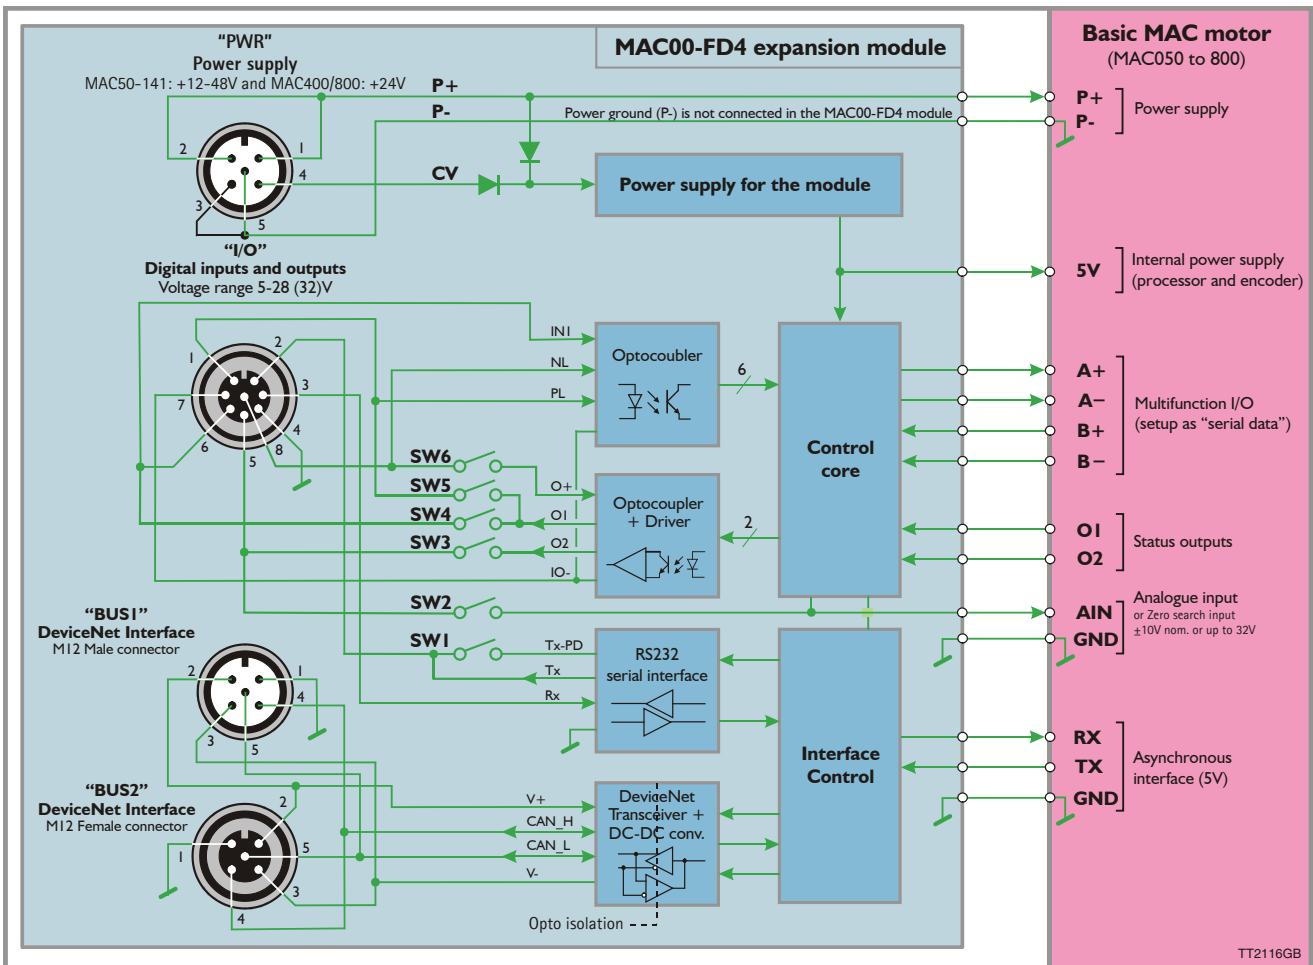 "PWR"
Power supply
MAC50-141: +12-48V and MAC400/800: +24V
MAC00-FD4 expansion module
Basic MAC motor
(MAC050 to 800)
P+
P-
Power ground (P-) is not connected in the MAC00-FD4 module
P+
P-
Power supply
2
1
4
3
5
CV
Power supply for the module
"I/O"
Digital inputs and outputs
Voltage range 5-28 (32)V
5V
Internal power supply
(processor and encoder)
1
2
3
4
5
6
7
8
IN1
NL
PL
Optocoubler
6
Control
core
A+
A−
B+
B−
Multifunction I/O
(setup as "serial data")
SW6
SW5
SW4
SW3
O+
O1
O2
IO-
Optocoupler
+ Driver
2
O1
O2
Status outputs
SW2
AIN
GND
Analogue input
or Zero search input
±10V nom. or up to 32V
"BUS1"
DeviceNet Interface
M12 Male connector
SW1
Tx-PD
Tx
Rx
RS232
serial interface
2
1
4
3
5
Interface
Control
RX
TX
GND
Asynchronous
interface (5V)
"BUS2"
DeviceNet Interface
M12 Female connector
2
1
5
3
4
V+
CAN_H
CAN_L
V-
DeviceNet
Transceiver +
DC-DC conv.
Opto isolation
TT2116GB